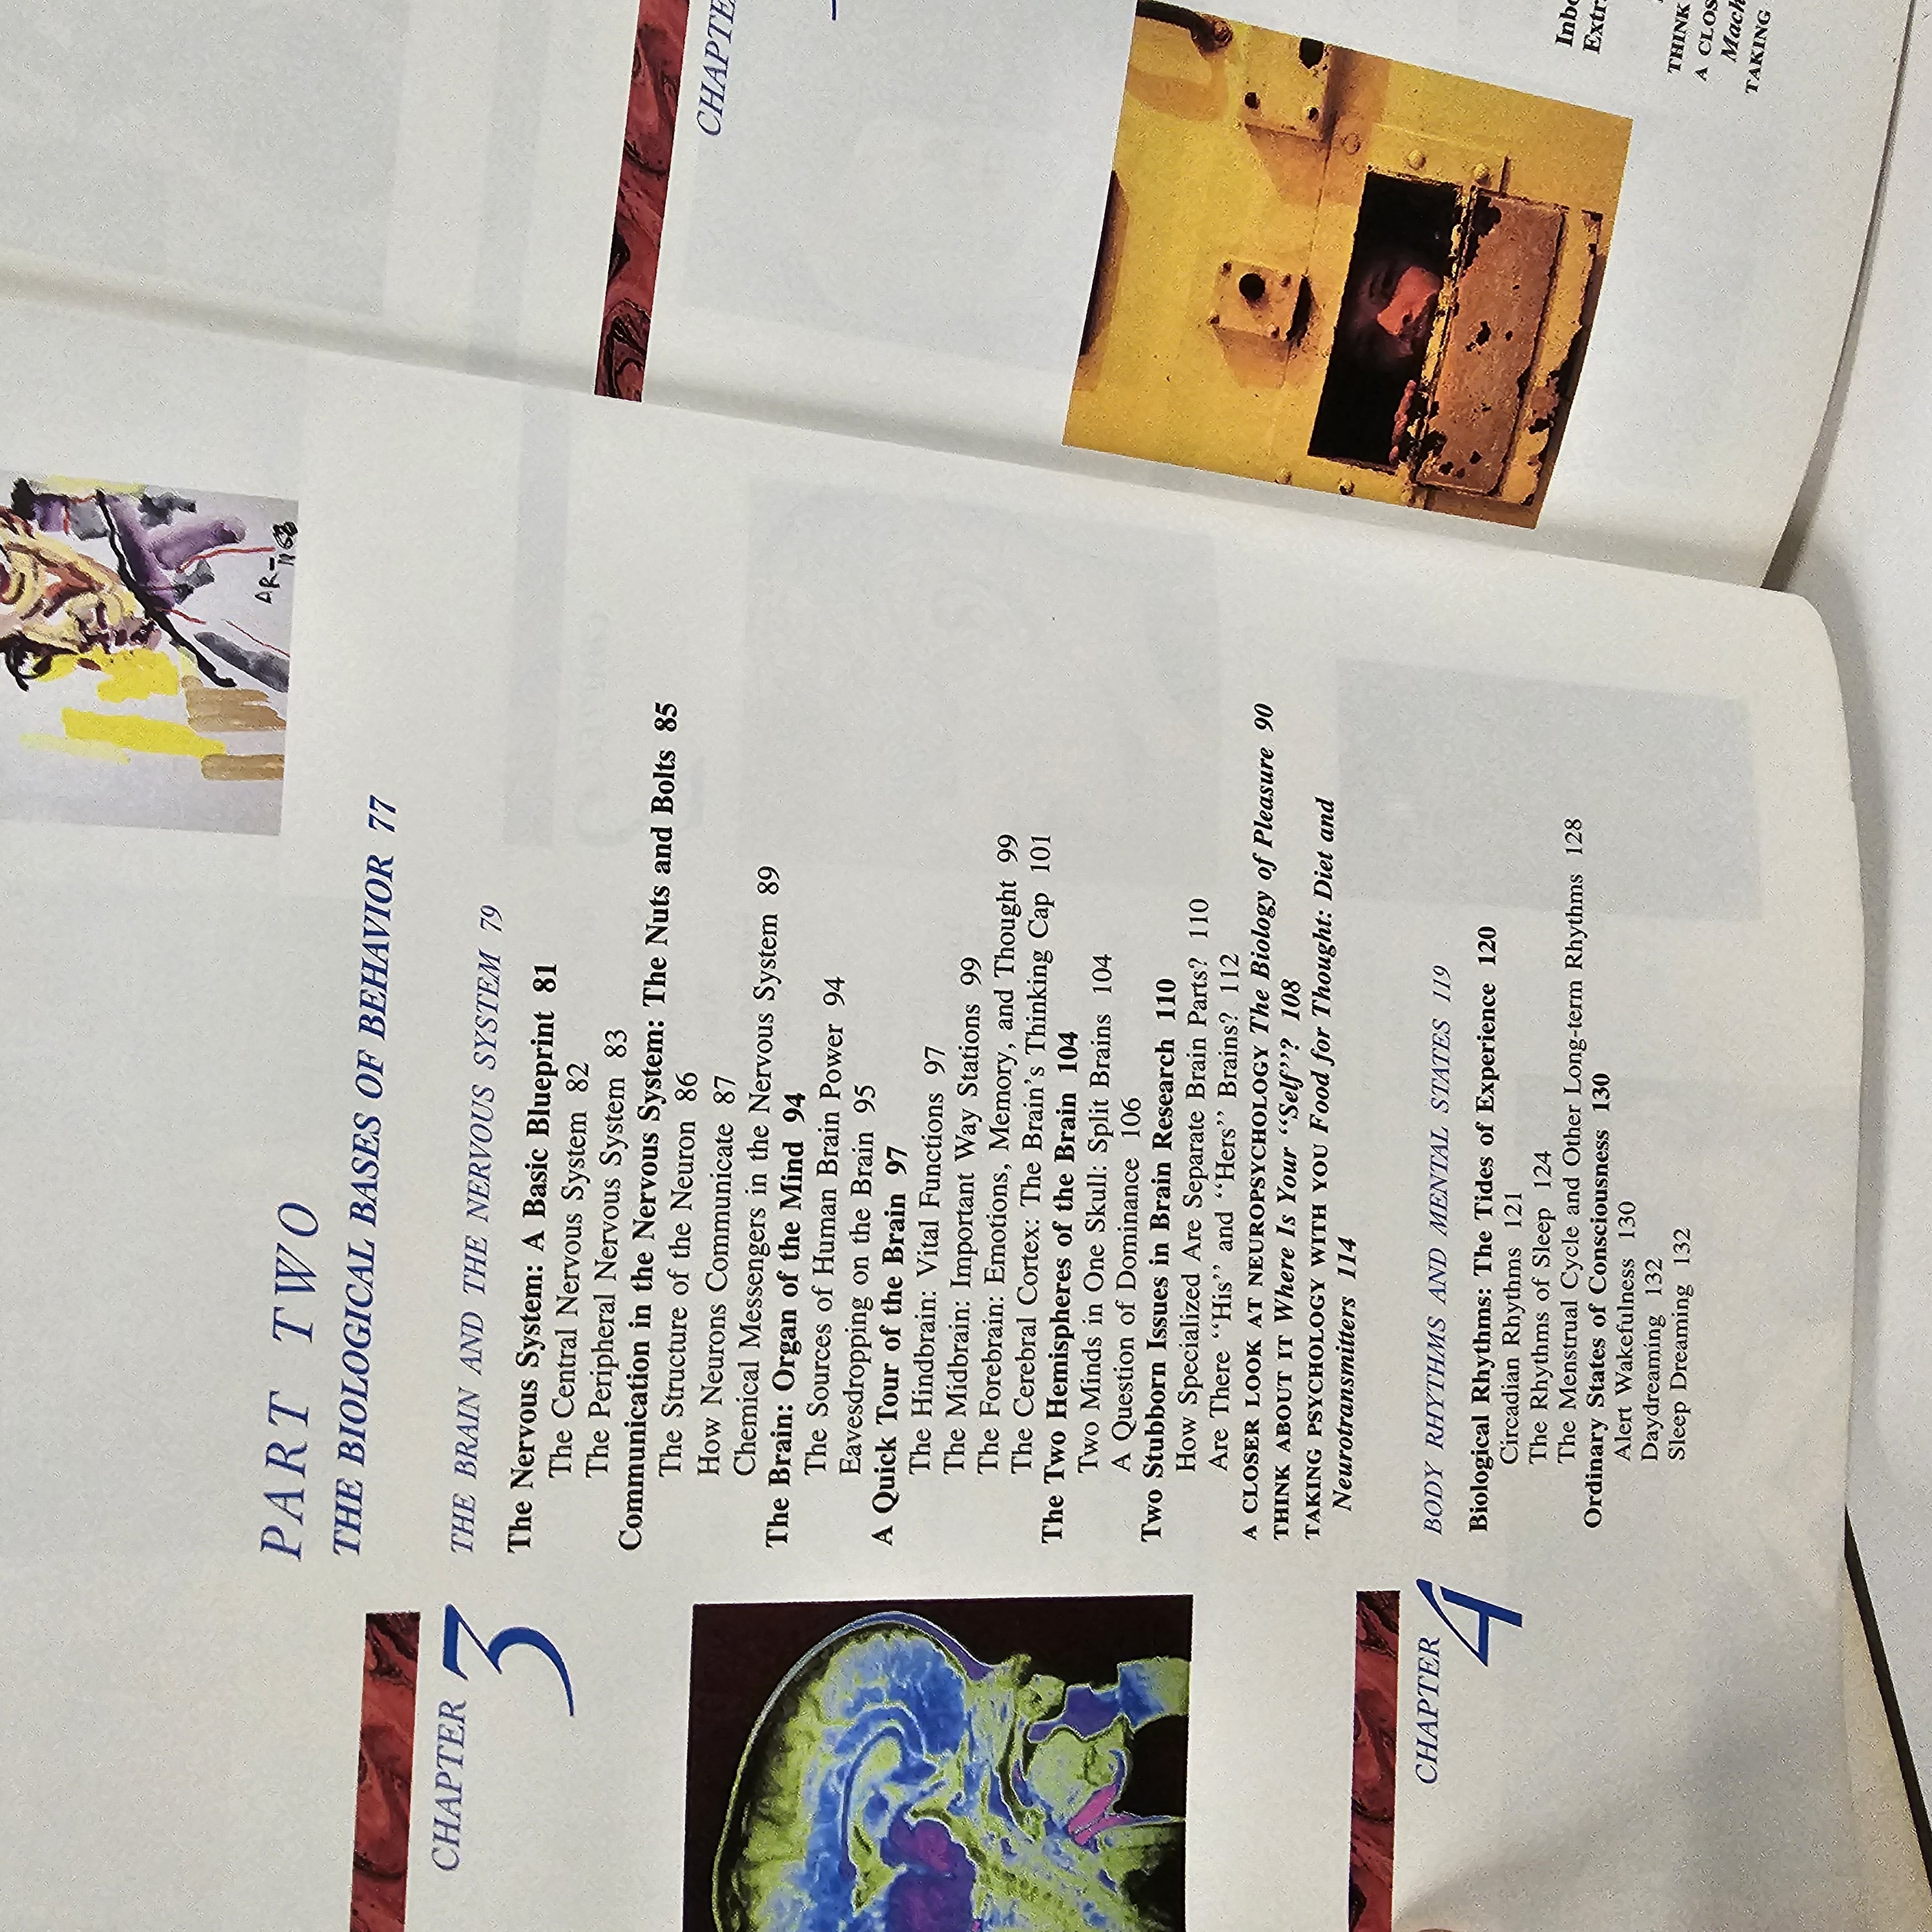 AR-1163
PART TWO
THE BIOLOGICAL BASES OF BEHAVIOR 77
CHAPTER 3
THE BRAIN AND THE NERVOUS SYSTEM 79
The Nervous System: A Basic Blueprint 81
The Central Nervous System 82
The Peripheral Nervous System 83
Communication in the Nervous System: The Nuts and Bolts 85
The Structure of the Neuron 86
How Neurons Communicate 87
Chemical Messengers in the Nervous System 89
The Brain: Organ of the Mind 94
The Sources of Human Brain Power 94
Eavesdropping on the Brain 95
A Quick Tour of the Brain 97
The Hindbrain: Vital Functions 97
The Midbrain: Important Way Stations 99
The Forebrain: Emotions, Memory, and Thought 99
The Cerebral Cortex: The Brain's Thinking Cap 101
The Two Hemispheres of the Brain 104
Two Minds in One Skull: Split Brains 104
A Question of Dominance 106
Two Stubborn Issues in Brain Research 110
How Specialized Are Separate Brain Parts? 110
Are There "His" and "Hers" Brains? 112
A CLOSER LOOK AT NEUROPSYCHOLOGY The Biology of Pleasure 90
THINK ABOUT IT Where Is Your "Self"? 108
TAKING PSYCHOLOGY WITH YOU Food for Thought: Diet and
Neurotransmitters 114
CHAPTER 4
BODY RHYTHMS AND MENTAL STATES 119
Biological Rhythms: The Tides of Experience 120
Circadian Rhythms 121
The Rhythms of Sleep 124
The Menstrual Cycle and Other Long-term Rhythms 128
Ordinary States of Consciousness 130
Alert Wakefulness 130
Daydreaming 132
Sleep Dreaming 132
CHAPTE
Inbo
Extr
THINK
A CLOS
Mach
TAKING